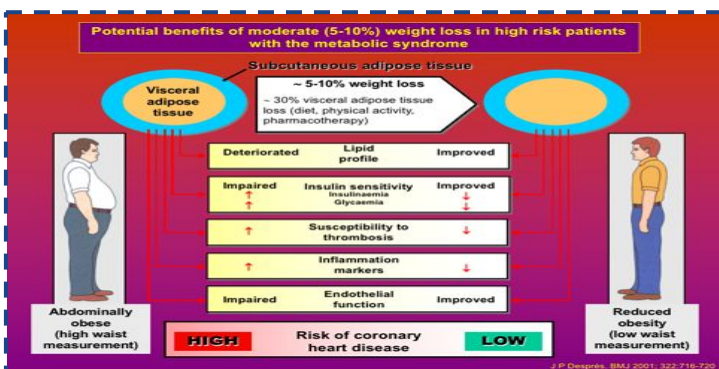 Potential benefits of moderate (5-10%) weight loss in high risk patients
with the metabolic syndrome
Subcutaneous adipose tissue
Visceral
adipose
tissue
~ 5-10% weight loss
~ 30% visceral adipose tissue
loss (diet, physical activity,
pharmacotherapy)
Deteriorated Lipid profile Improved
Impaired Insulin sensitivity Improved
↑ Insulinaemia ↓
↑ Glycaemia ↓
↑ Susceptibility to thrombosis ↓
↑ Inflammation markers ↓
Impaired Endothelial function Improved
Abdominally
obese
(high waist
measurement)
Reduced
obesity
(low waist
measurement)
HIGH Risk of coronary heart disease LOW
J P Després, BMJ 2001; 322:716-720